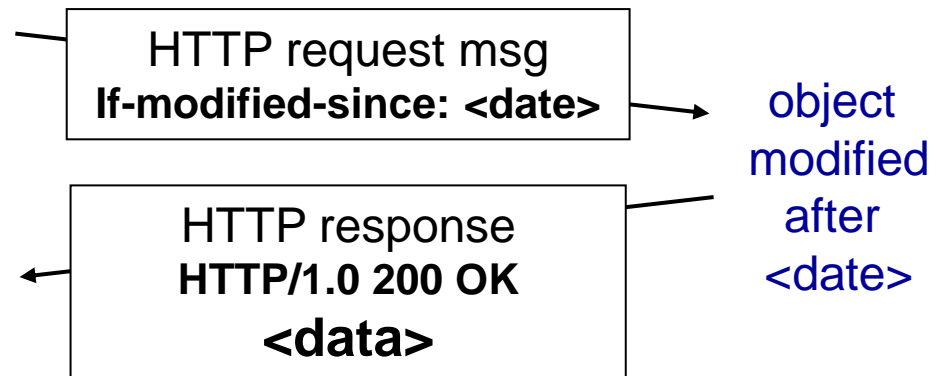 HTTP request msg
If-modified-since: <date>
object
modified
after
<date>
HTTP response
HTTP/1.0 200 OK
<data>